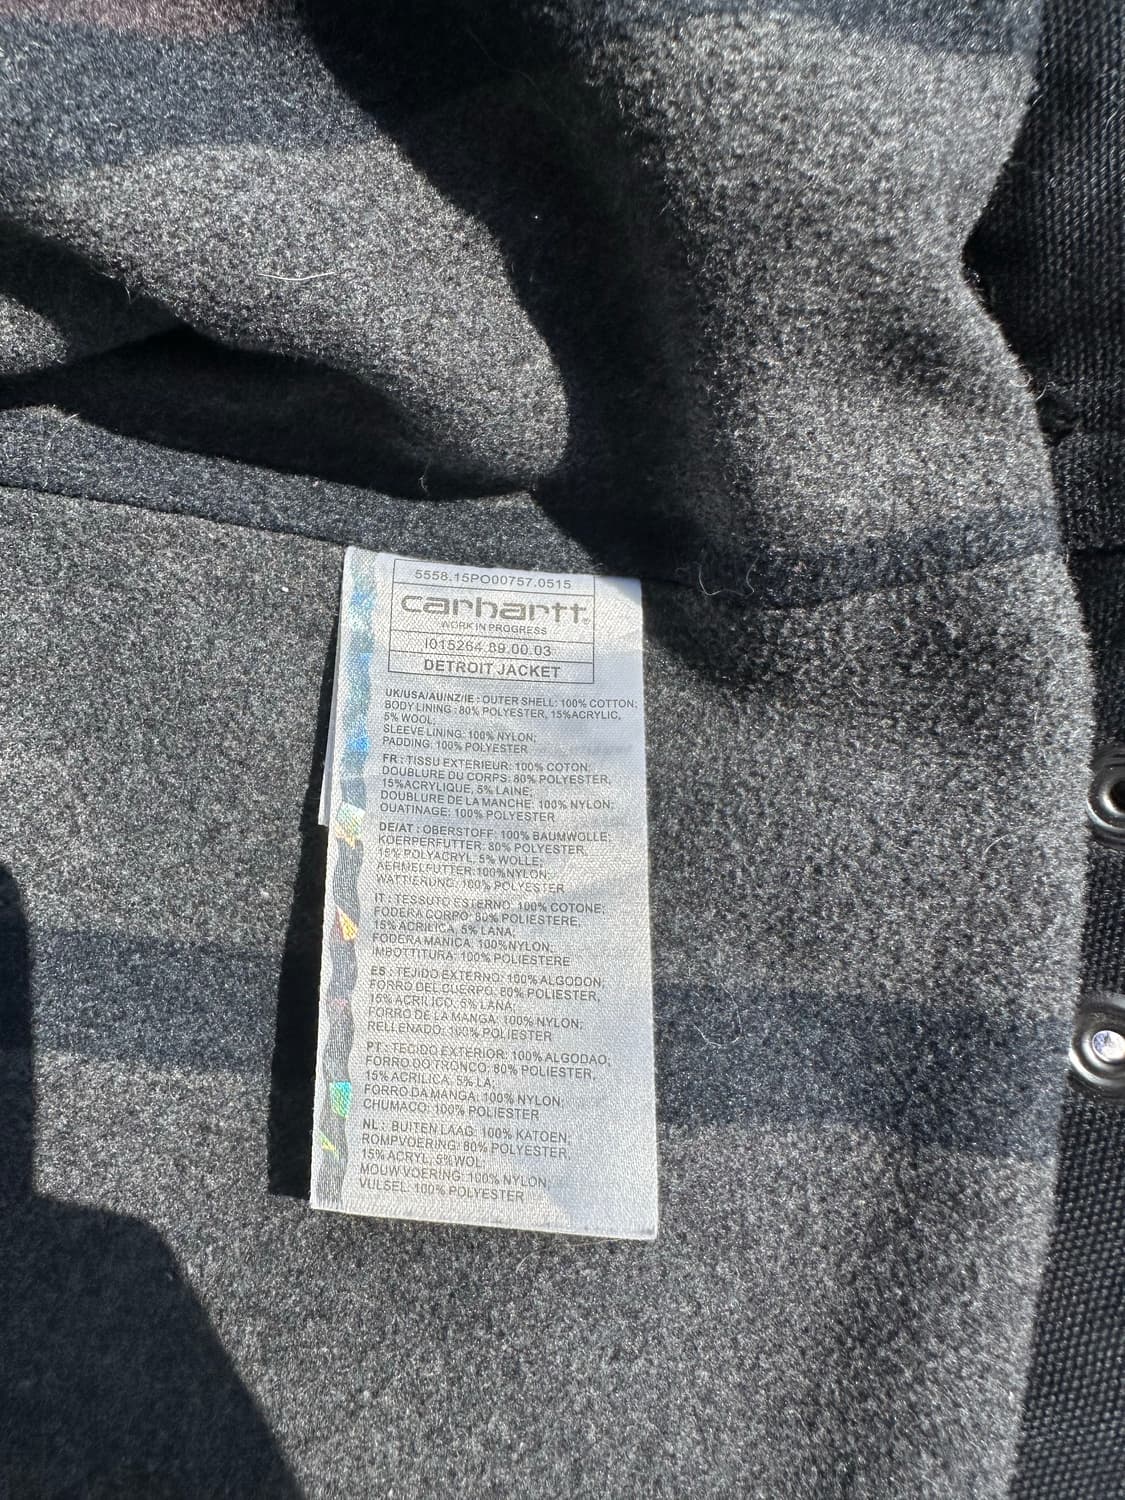 5558.15PO00757.0515
carhartt
WORK IN PROGRESS
I015264.89.00.03
DETROIT JACKET
UK/USA/AU/NZ/IE : OUTER SHELL: 100% COTTON;
BODY LINING : 80% POLYESTER, 15%ACRYLIC,
5% WOOL;
SLEEVE LINING: 100% NYLON;
PADDING: 100% POLYESTER
FR : TISSU EXTERIEUR: 100% COTON;
DOUBLURE DU CORPS: 80% POLYESTER,
15%ACRYLIQUE, 5% LAINE;
DOUBLURE DE LA MANCHE: 100% NYLON;
OUATINAGE: 100% POLYESTER
DE/AT : OBERSTOFF: 100% BAUMWOLLE;
KOERPERFUTTER: 80% POLYESTER,
15% POLYACRYL, 5% WOLLE;
AERMELFUTTER: 100%NYLON;
WATTIERUNG: 100% POLYESTER
IT : TESSUTO ESTERNO: 100% COTONE;
FODERA CORPO: 80% POLIESTERE,
15% ACRILICA, 5% LANA;
FODERA MANICA: 100%NYLON;
MBOTTITURA: 100% POLIESTERE
ES : TEJIDO EXTERNO: 100% ALGODON;
FORRO DEL CUERPO: 80% POLIESTER,
15% ACRILICO, 5% LANA;
FORRO DE LA MANGA: 100% NYLON;
RELLENADO: 100% POLIESTER
PT : TECIDO EXTERIOR: 100% ALGODAO;
FORRO DO TRONCO: 80% POLIESTER,
15% ACRILICA, 5% LA;
FORRO DA MANGA: 100% NYLON;
CHUMACO: 100% POLIESTER
NL : BUITEN LAAG: 100% KATOEN;
ROMPVOERING: 80% POLYESTER,
15% ACRYL, 5%WOL;
MOUW VOERING: 100% NYLON;
VULSEL: 100% POLYESTER